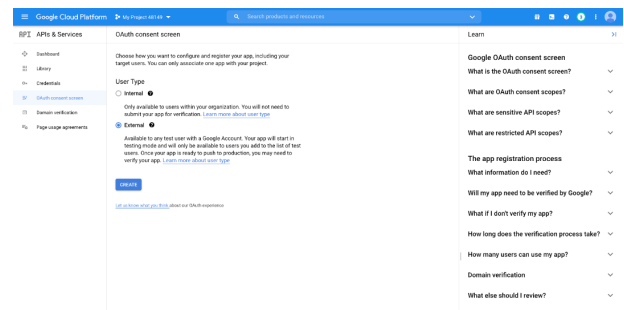 Google Cloud Platform
My Project 48149
Search products and resources
API APIs & Services
Dashboard
Library
Credentials
OAuth consent screen
Domain verification
Page usage agreements
OAuth consent screen
Choose how you want to configure and register your app, including your
target users. You can only associate one app with your project.
User Type
Internal
Only available to users within your organization. You will not need to
submit your app for verification. Learn more about user type
External
Available to any test user with a Google Account. Your app will start in
testing mode and will only be available to users you add to the list of test
users. Once your app is ready to push to production, you may need to
verify your app. Learn more about user type
CREATE
Let us know what you think about our OAuth experience
Learn
Google OAuth consent screen
What is the OAuth consent screen?
What are OAuth consent scopes?
What are sensitive API scopes?
What are restricted API scopes?
The app registration process
What information do I need?
Will my app need to be verified by Google?
What if I don't verify my app?
How long does the verification process take?
How many users can use my app?
Domain verification
What else should I review?